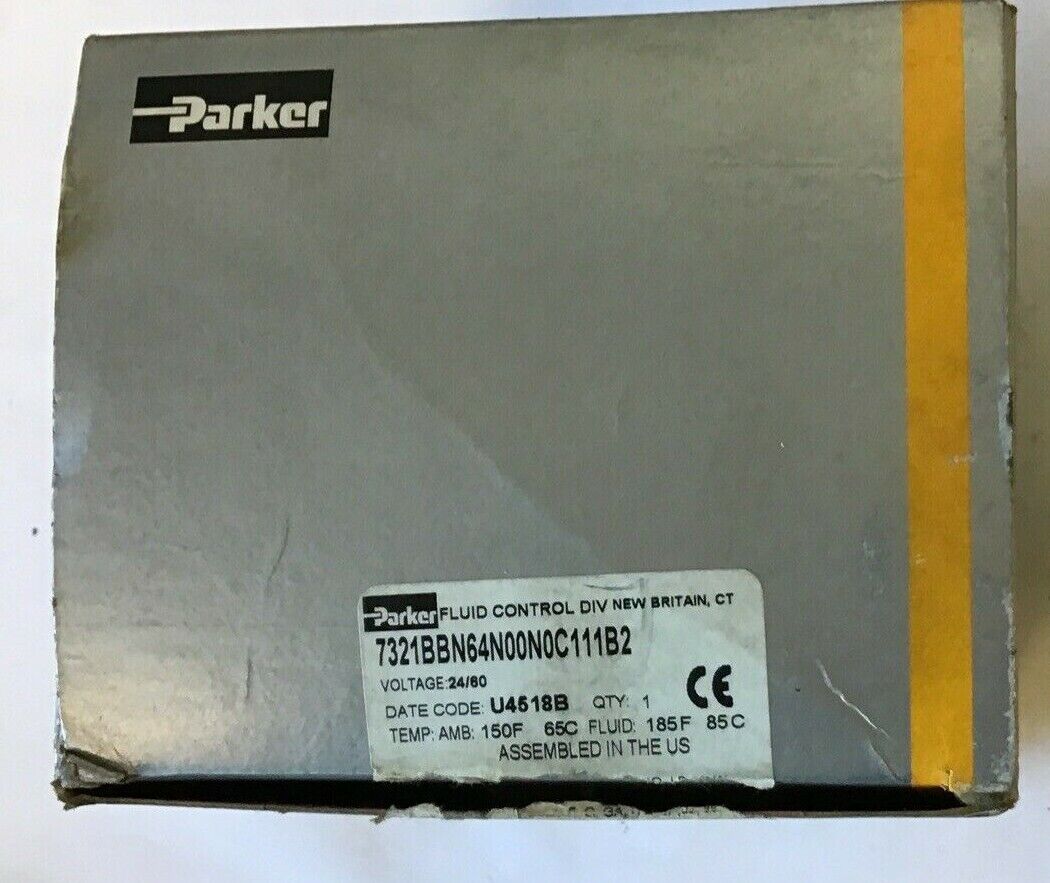 Parker
Parker FLUID CONTROL DIV NEW BRITAIN, CT
7321BBN64N00N0C111B2
VOLTAGE:24/60
DATE CODE: U4518B QTY: 1 CE
TEMP: AMB: 150F 65C FLUID: 185F 85C
ASSEMBLED IN THE US